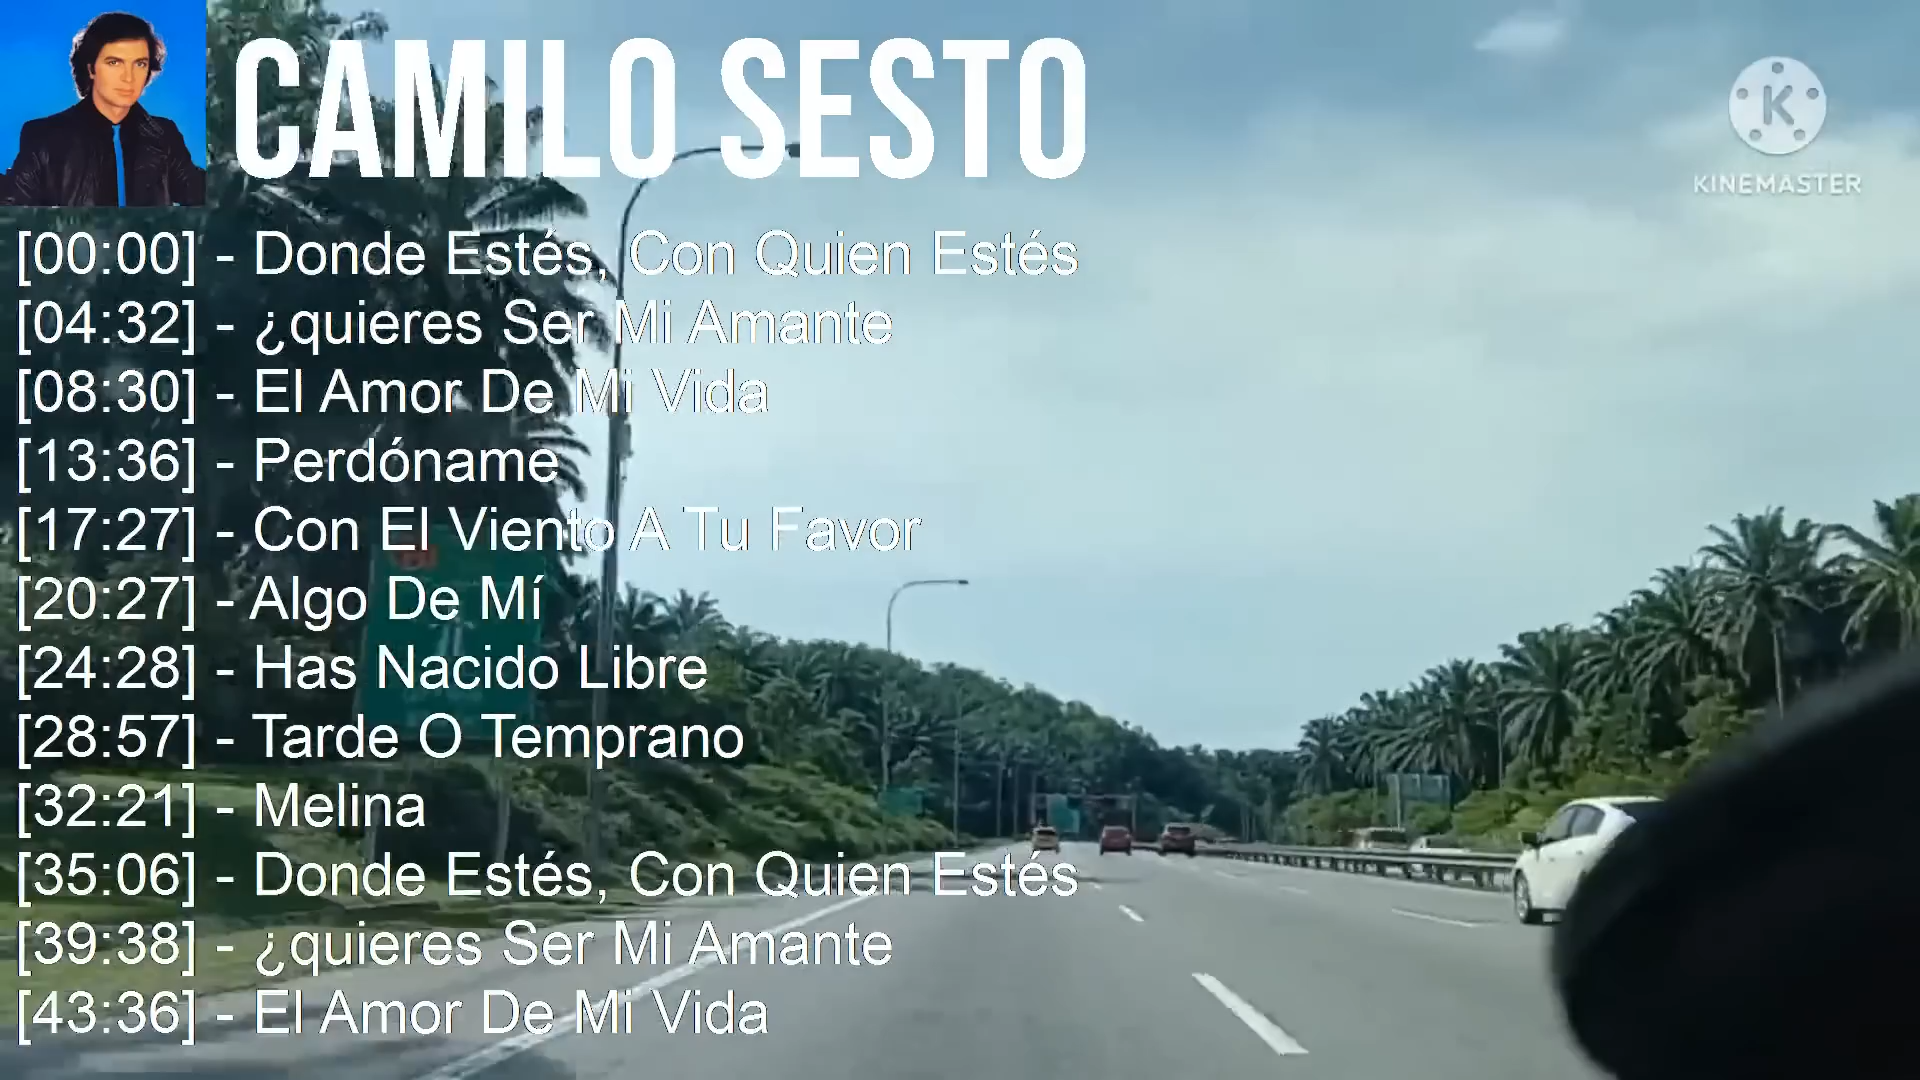 CAMILO SESTO
KINEMASTER
[00:00] - Donde Estés, Con Quien Estés
[04:32] - ¿quieres Ser Mi Amante
[08:30] - El Amor De Mi Vida
[13:36] - Perdóname
[17:27] - Con El Viento A Tu Favor
[20:27] - Algo De Mí
[24:28] - Has Nacido Libre
[28:57] - Tarde O Temprano
[32:21] - Melina
[35:06] - Donde Estés, Con Quien Estés
[39:38] - ¿quieres Ser Mi Amante
[43:36] - El Amor De Mi Vida